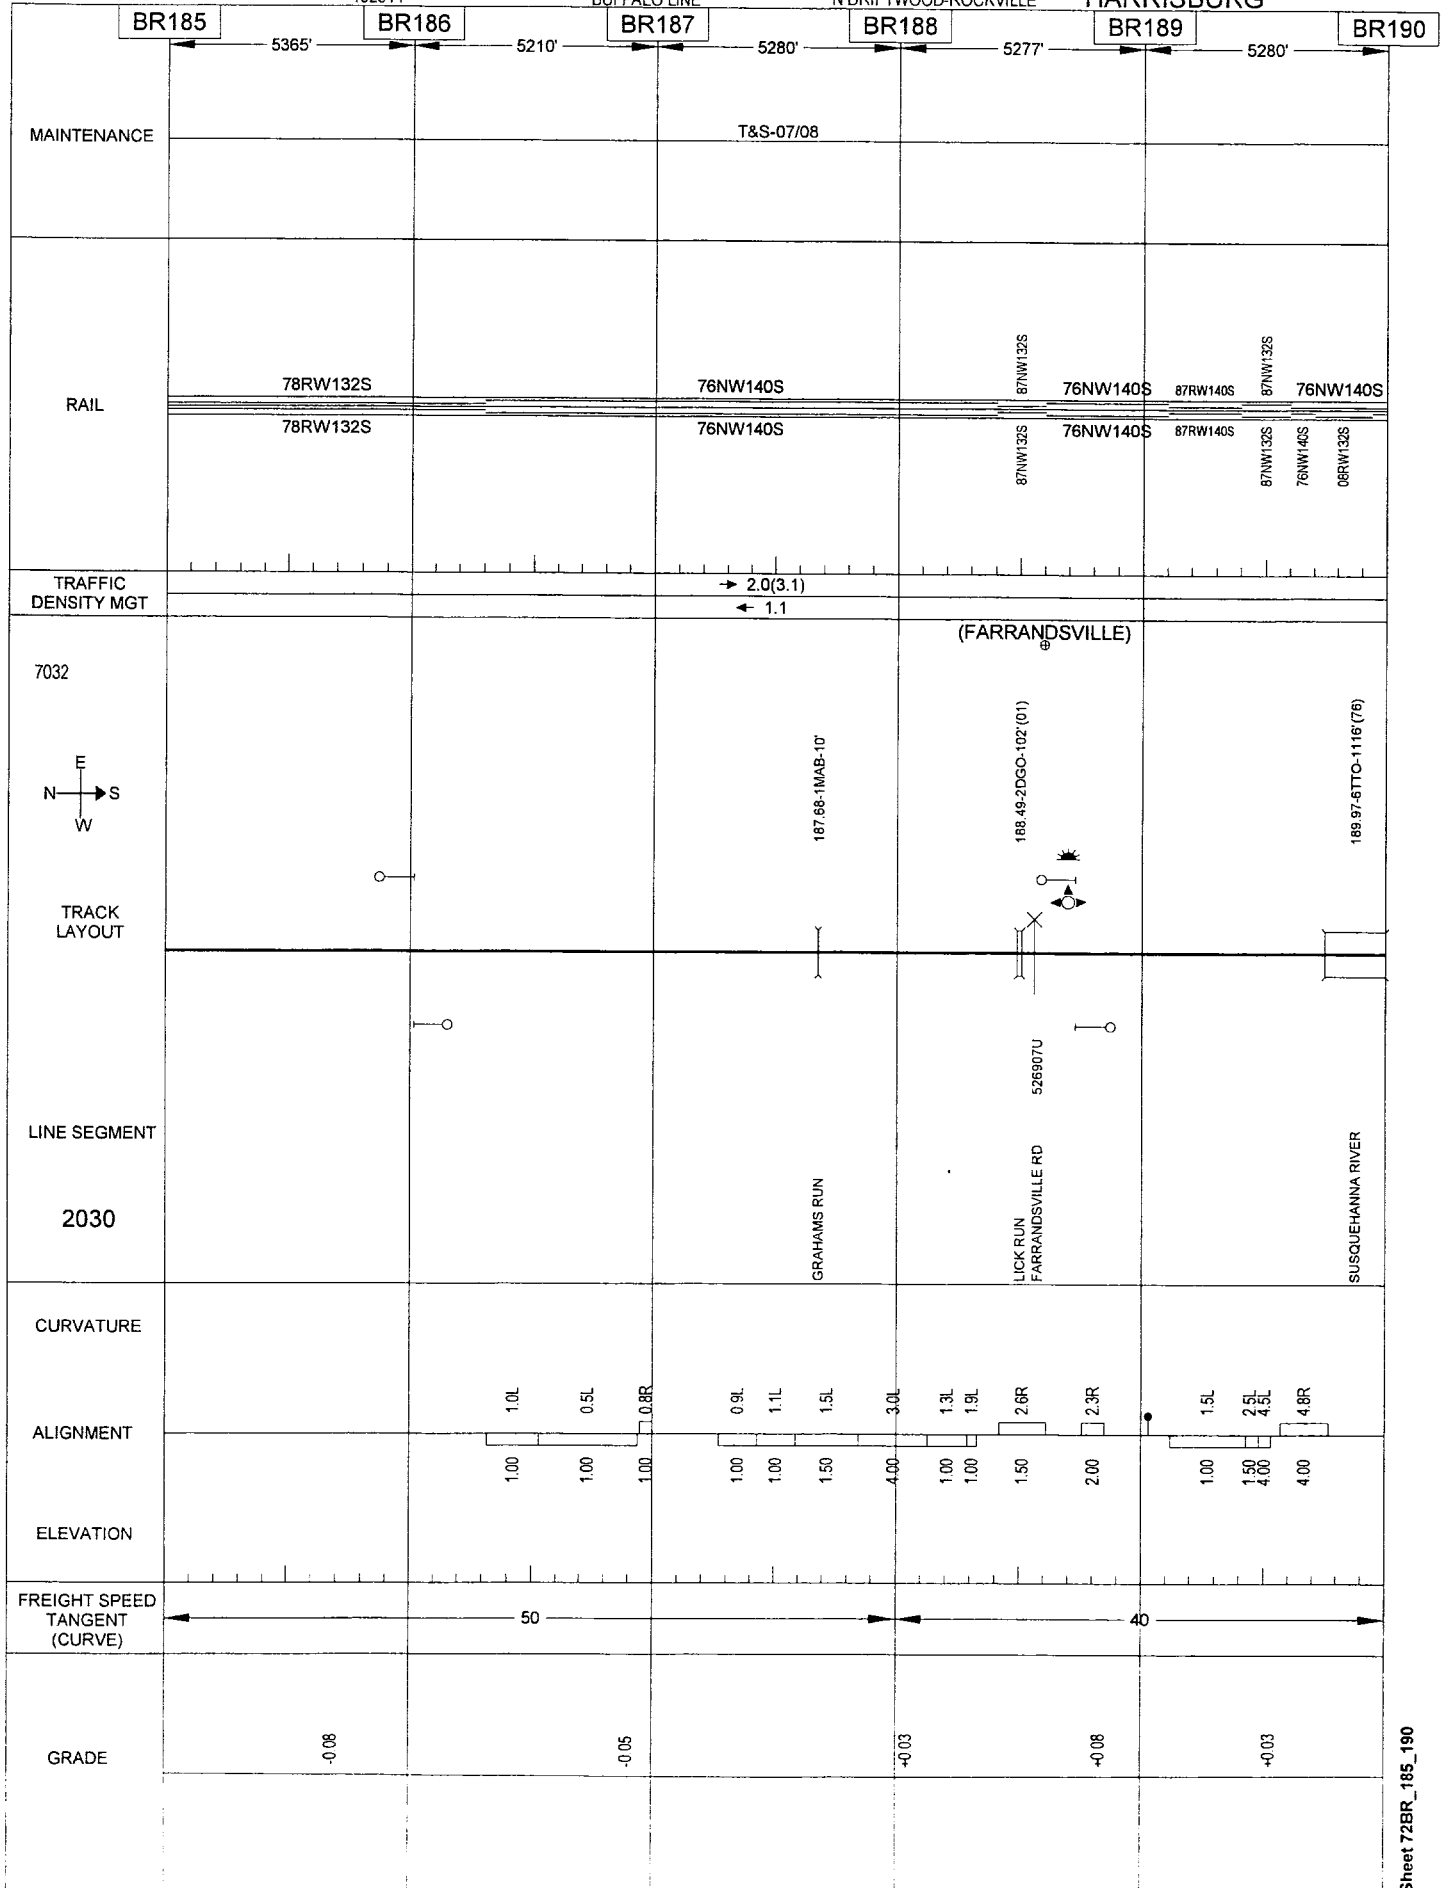 BUFFALO LINE N DRIFTWOOD-ROCKVILLE HARRISBURG
BR185 BR186 BR187 BR188 BR189 BR190
5365' 5210' 5280' 5277' 5280'
MAINTENANCE
T&S-07/08
RAIL
78RW132S 76NW140S 87NW132S 76NW140S 87RW140S 87NW132S 76NW140S
78RW132S 76NW140S 87NW132S 76NW140S 87RW140S 87NW132S 76NW140S 08RW132S
TRAFFIC
DENSITY MGT
→ 2.0(3.1)
← 1.1
(FARRANDSVILLE)
7032
E
N S
W
187.68-1MAB-10'
188.49-2DGO-102'(01)
189.97-6TTO-1116'(76)
TRACK
LAYOUT
526907U
LINE SEGMENT
2030
GRAHAMS RUN
LICK RUN
FARRANDSVILLE RD
SUSQUEHANNA RIVER
CURVATURE
1.0L 0.5L 0.8R 0.9L 1.1L 1.5L 3.0L 1.3L 1.9L 2.6R 2.3R 1.5L 2.5L 4.5L 4.8R
ALIGNMENT
1.00 1.00 1.00 1.00 1.00 1.50 4.00 1.00 1.00 1.50 2.00 1.00 1.50 4.00 4.00
ELEVATION
FREIGHT SPEED
TANGENT
(CURVE)
50 40
GRADE
-0.08 -0.05 +0.03 +0.08 +0.03
Sheet 72BR_185_190